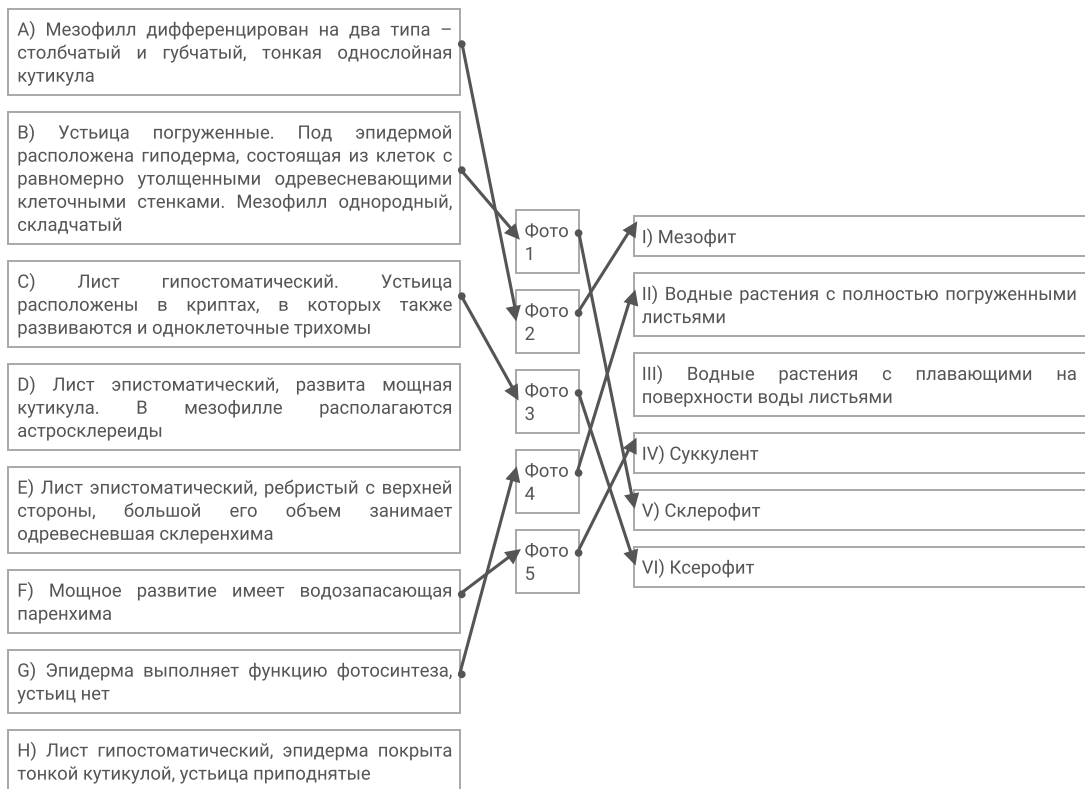 A) Мезофилл дифференцирован на два типа –
столбчатый и губчатый, тонкая однослойная
кутикула
B) Устьица погруженные. Под эпидермой
расположена гиподерма, состоящая из клеток с
равномерно утолщенными одревесневающими
клеточными стенками. Мезофилл однородный,
складчатый
C) Лист гипостоматический. Устьица
расположены в криптах, в которых также
развиваются и одноклеточные трихомы
D) Лист эпистоматический, развита мощная
кутикула. В мезофилле располагаются
астросклереиды
E) Лист эпистоматический, ребристый с верхней
стороны, большой его объем занимает
одревесневшая склеренхима
F) Мощное развитие имеет водозапасающая
паренхима
G) Эпидерма выполняет функцию фотосинтеза,
устьиц нет
H) Лист гипостоматический, эпидерма покрыта
тонкой кутикулой, устьица приподнятые
Фото
1
Фото
2
Фото
3
Фото
4
Фото
5
I) Мезофит
II) Водные растения с полностью погруженными
листьями
III) Водные растения с плавающими на
поверхности воды листьями
IV) Суккулент
V) Склерофит
VI) Ксерофит